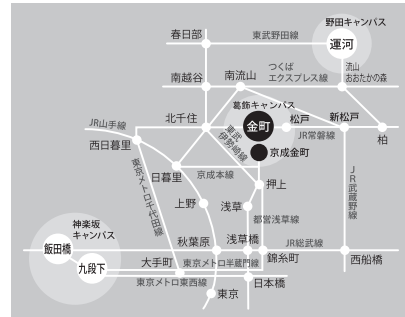 野田キャンパス
春日部
東武野田線
運河
つくば
エクスプレス線
流山
おおたかの森
南越谷
南流山
葛飾キャンパス
北千住
金町
松戸
新松戸
JR山手線
JR常磐線
柏
西日暮里
東武
伊勢崎線
京成金町
日暮里
京成本線
押上
東京メトロ千代田線
JR武蔵野線
上野
浅草
都営浅草線
神楽坂
キャンパス
飯田橋
秋葉原
浅草橋
JR総武線
九段下
大手町
東京メトロ半蔵門線
錦糸町
西船橋
東京メトロ東西線
日本橋
東京